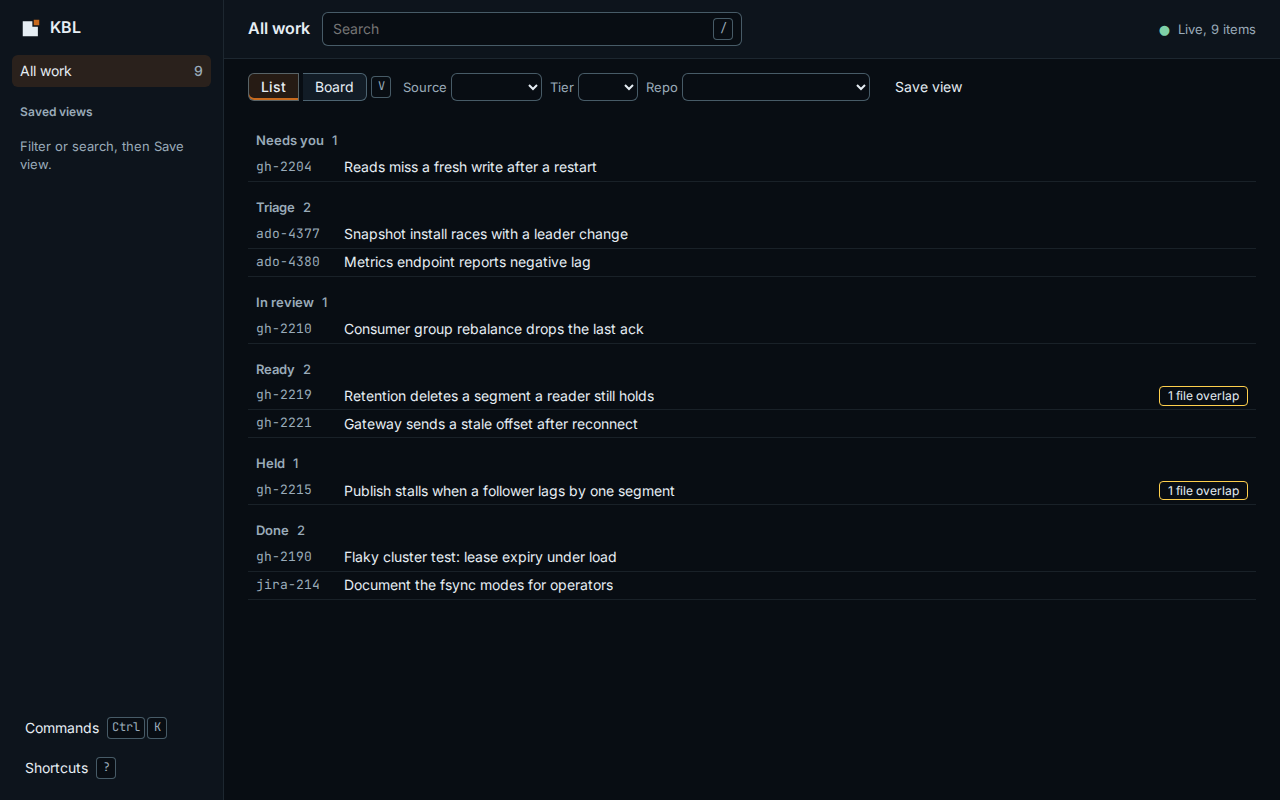 KBL
All work 9
Saved views
Filter or search, then Save
view.
Commands Ctrl K
Shortcuts ?
All work Search /
Live, 9 items
List Board V Source Tier Repo Save view
Needs you 1
gh-2204 Reads miss a fresh write after a restart
Triage 2
ado-4377 Snapshot install races with a leader change
ado-4380 Metrics endpoint reports negative lag
In review 1
gh-2210 Consumer group rebalance drops the last ack
Ready 2
gh-2219 Retention deletes a segment a reader still holds 1 file overlap
gh-2221 Gateway sends a stale offset after reconnect
Held 1
gh-2215 Publish stalls when a follower lags by one segment 1 file overlap
Done 2
gh-2190 Flaky cluster test: lease expiry under load
jira-214 Document the fsync modes for operators